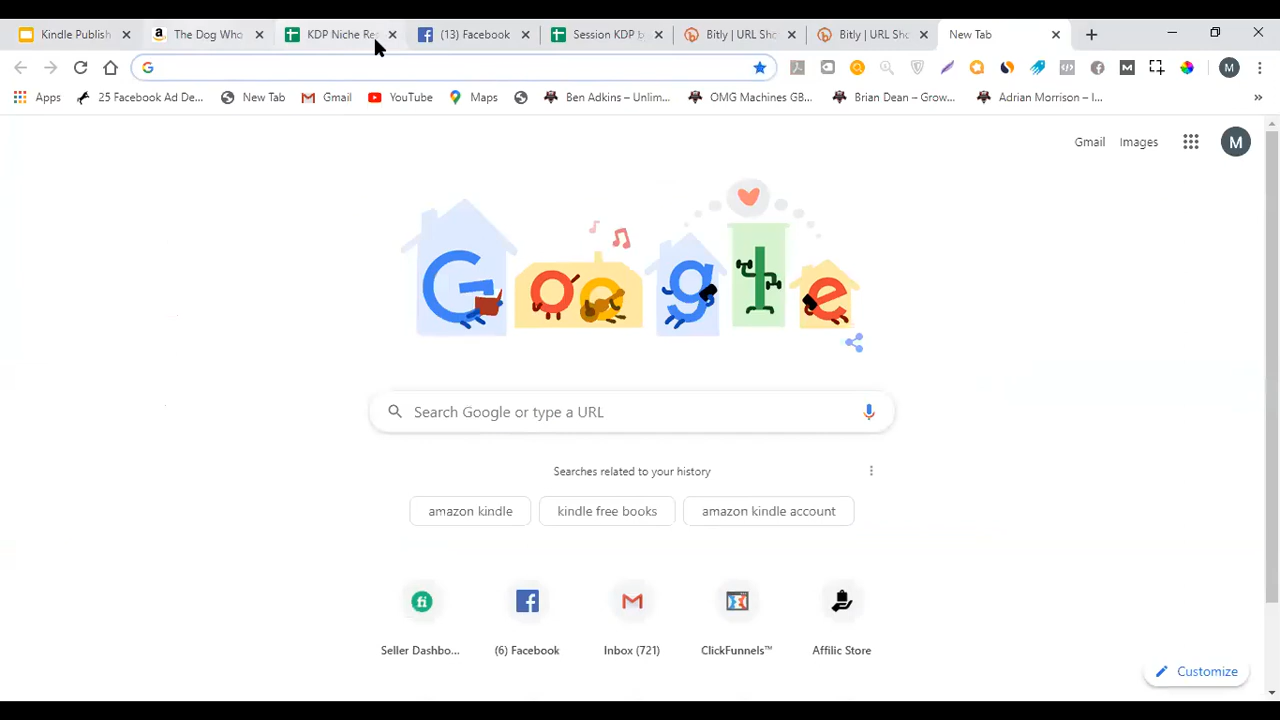 Kindle Publish
The Dog Who
KDP Niche Re
(13) Facebook
Session KDP b
Bitly | URL Sho
Bitly | URL Sho
New Tab
M
M
Apps
25 Facebook Ad De...
New Tab
Gmail
YouTube
Maps
Ben Adkins – Unlim...
OMG Machines GB...
Brian Dean – Grow...
Adrian Morrison – I...
Gmail
Images
M
Google
Search Google or type a URL
Searches related to your history
amazon kindle
kindle free books
amazon kindle account
Seller Dashbo...
(6) Facebook
Inbox (721)
ClickFunnels™
Affilic Store
Customize